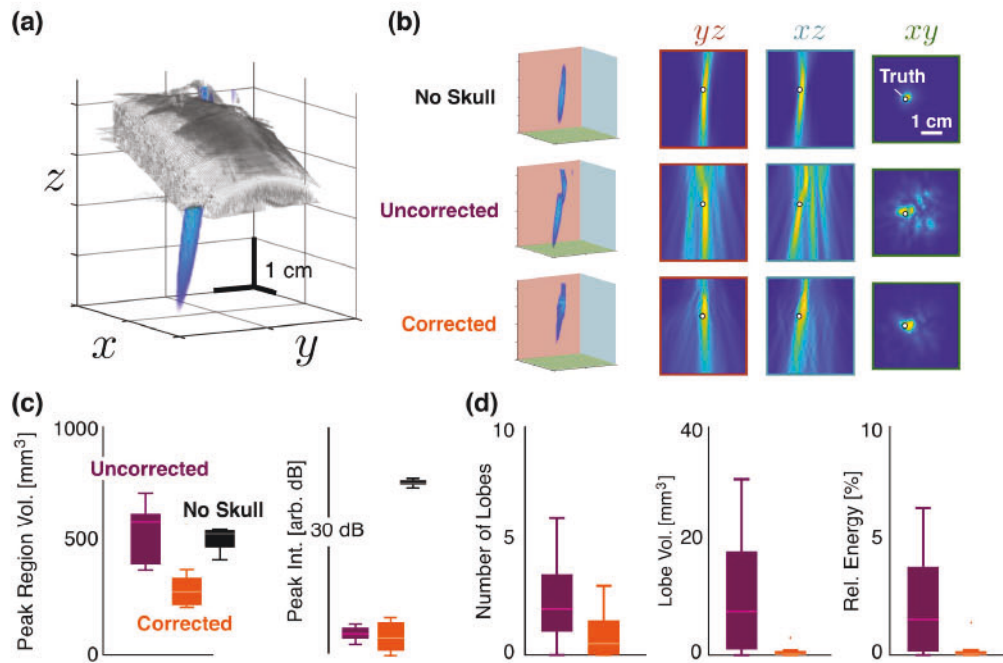 (a)
z
1 cm
x
y
(b)
yz
xz
xy
No Skull
Truth
1 cm
Uncorrected
Corrected
(c)
1000
500
0
Peak Region Vol. [mm³]
Uncorrected
No Skull
Corrected
Peak Int. [arb. dB]
30 dB
(d)
10
5
0
Number of Lobes
40
20
0
Lobe Vol. [mm³]
10
5
0
Rel. Energy [%]